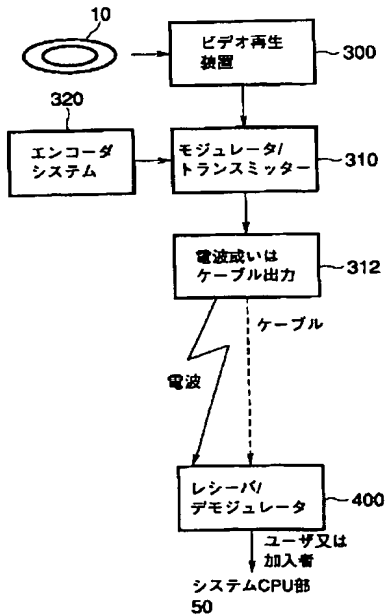 10
ビデオ再生
装置
300
320
エンコーダ
システム
モジュレータ/
トランスミッター
310
電波或いは
ケーブル出力
312
ケーブル
電波
レシーバ/
デモジュレータ
400
ユーザ又は
加入者
システムCPU部
50